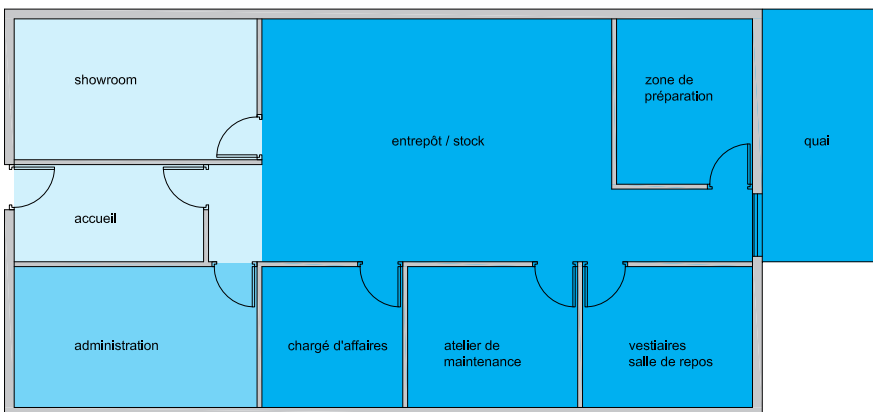 showroom
zone de
préparation
entrepôt / stock
quai
accueil
administration
chargé d'affaires
atelier de
maintenance
vestiaires
salle de repos